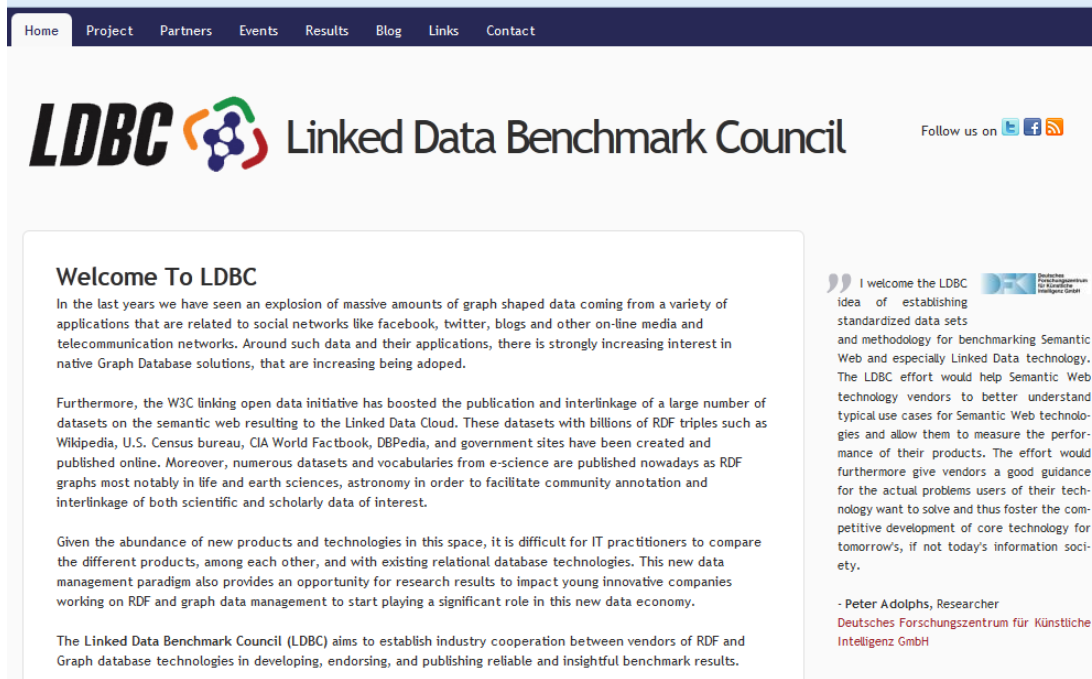 Home Project Partners Events Results Blog Links Contact
LDBC Linked Data Benchmark Council
Follow us on
Welcome To LDBC
In the last years we have seen an explosion of massive amounts of graph shaped data coming from a variety of
applications that are related to social networks like facebook, twitter, blogs and other on-line media and
telecommunication networks. Around such data and their applications, there is strongly increasing interest in
native Graph Database solutions, that are increasing being adoped.
Furthermore, the W3C linking open data initiative has boosted the publication and interlinkage of a large number of
datasets on the semantic web resulting to the Linked Data Cloud. These datasets with billions of RDF triples such as
Wikipedia, U.S. Census bureau, CIA World Factbook, DBPedia, and government sites have been created and
published online. Moreover, numerous datasets and vocabularies from e-science are published nowadays as RDF
graphs most notably in life and earth sciences, astronomy in order to facilitate community annotation and
interlinkage of both scientific and scholarly data of interest.
Given the abundance of new products and technologies in this space, it is difficult for IT practitioners to compare
the different products, among each other, and with existing relational database technologies. This new data
management paradigm also provides an opportunity for research results to impact young innovative companies
working on RDF and graph data management to start playing a significant role in this new data economy.
The Linked Data Benchmark Council (LDBC) aims to establish industry cooperation between vendors of RDF and
Graph database technologies in developing, endorsing, and publishing reliable and insightful benchmark results.
I welcome the LDBC
idea of establishing
standardized data sets
and methodology for benchmarking Semantic
Web and especially Linked Data technology.
The LDBC effort would help Semantic Web
technology vendors to better understand
typical use cases for Semantic Web technolo-
gies and allow them to measure the perfor-
mance of their products. The effort would
furthermore give vendors a good guidance
for the actual problems users of their tech-
nology want to solve and thus foster the com-
petitive development of core technology for
tomorrow's, if not today's information soci-
ety.
Deutsches
Forschungszentrum
für Künstliche
Intelligenz GmbH
- Peter Adolphs, Researcher
Deutsches Forschungszentrum für Künstliche
Intelligenz GmbH